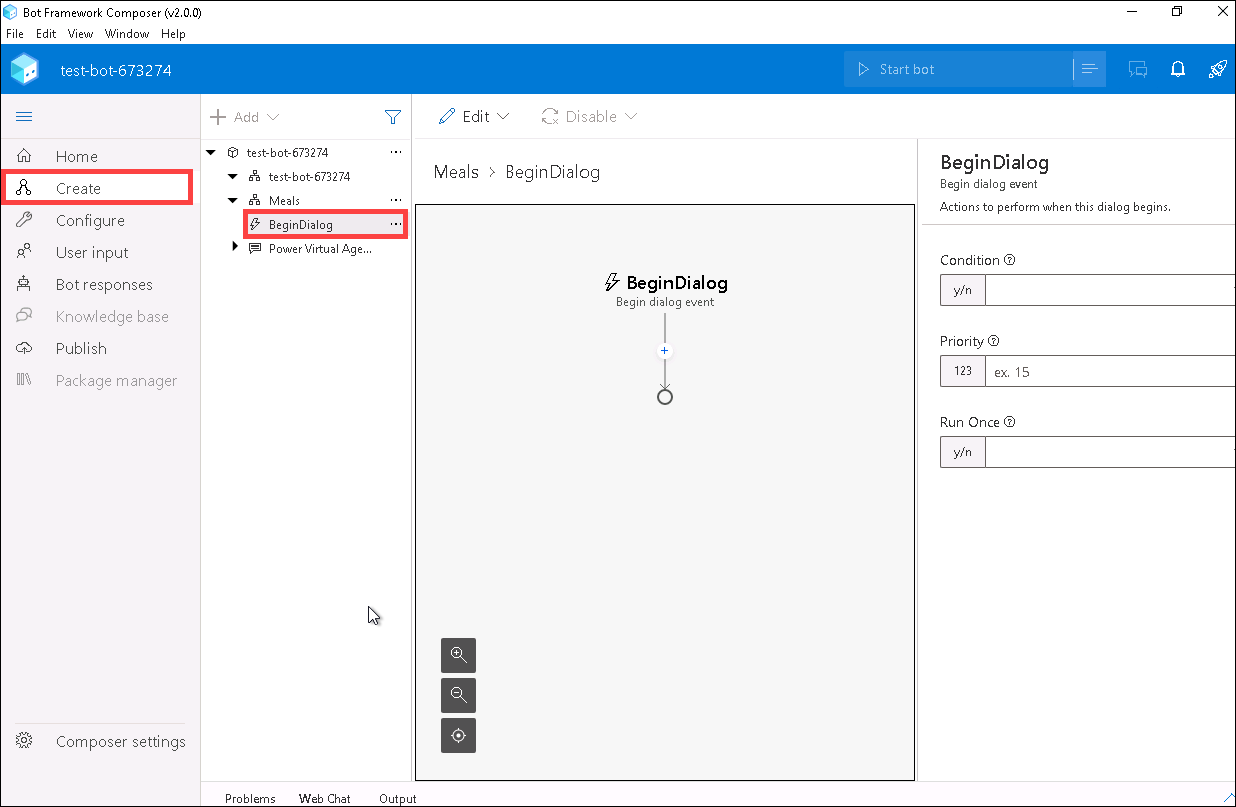 Bot Framework Composer (v2.0.0)
File Edit View Window Help
test-bot-673274
Start bot
Home
Create
Configure
User input
Bot responses
Knowledge base
Publish
Package manager
Composer settings
Add
test-bot-673274 ...
test-bot-673274
Meals ...
BeginDialog ...
Power Virtual Age...
Edit Disable
Meals > BeginDialog
BeginDialog
Begin dialog event
+
BeginDialog
Begin dialog event
Actions to perform when this dialog begins.
Condition ?
y/n
Priority ?
123 ex. 15
Run Once ?
y/n
Problems Web Chat Output